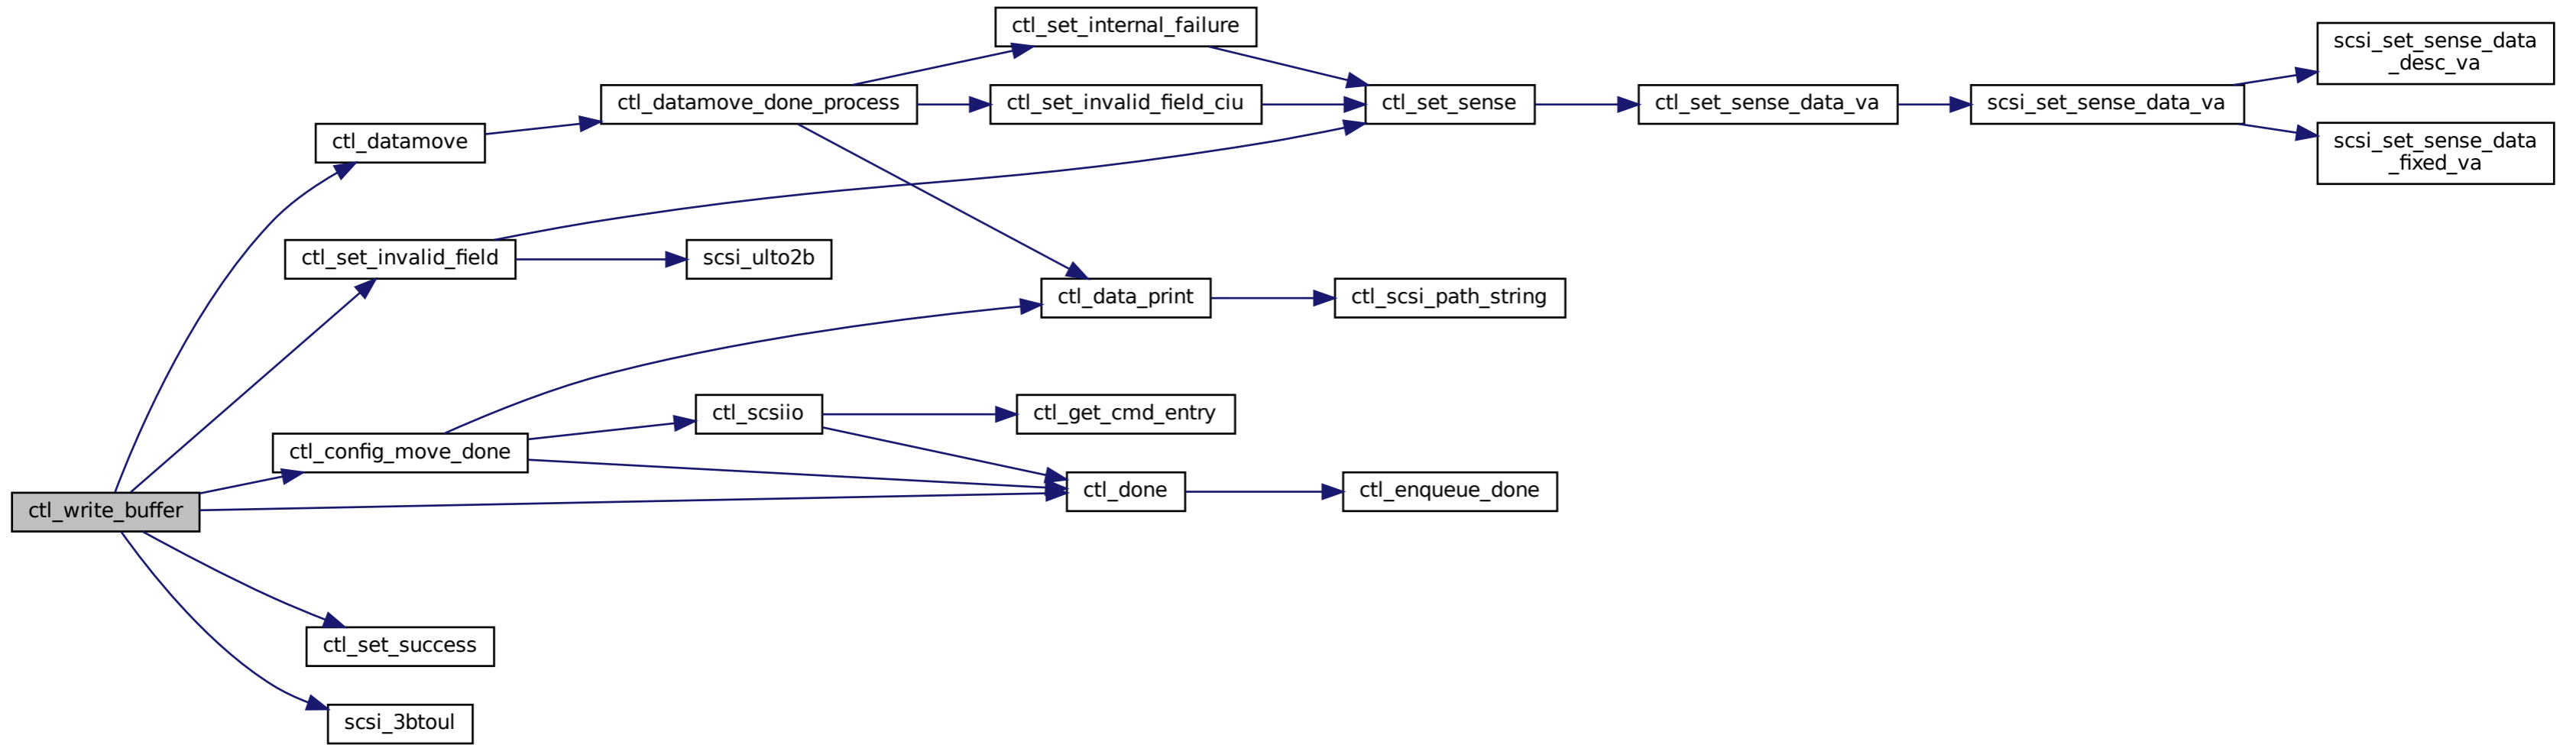 ctl_write_buffer
ctl_datamove
ctl_datamove_done_process
ctl_set_internal_failure
ctl_set_invalid_field_ciu
ctl_set_sense
ctl_set_sense_data_va
scsi_set_sense_data_va
scsi_set_sense_data
_desc_va
scsi_set_sense_data
_fixed_va
ctl_set_invalid_field
scsi_ulto2b
ctl_data_print
ctl_scsi_path_string
ctl_config_move_done
ctl_scsiio
ctl_get_cmd_entry
ctl_done
ctl_enqueue_done
ctl_set_success
scsi_3btoul